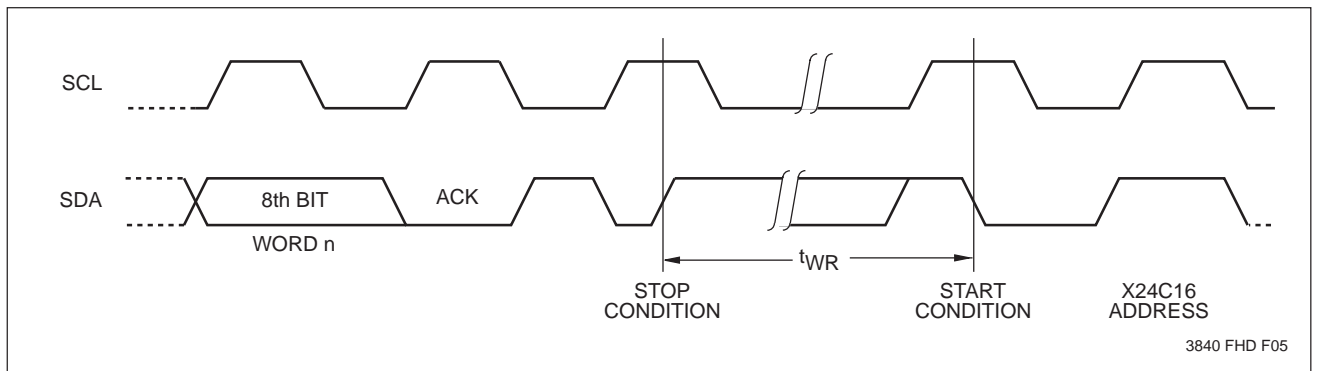 SCL
SDA
8th BIT
ACK
WORD n
tWR
STOP
CONDITION
START
CONDITION
X24C16
ADDRESS
3840 FHD F05